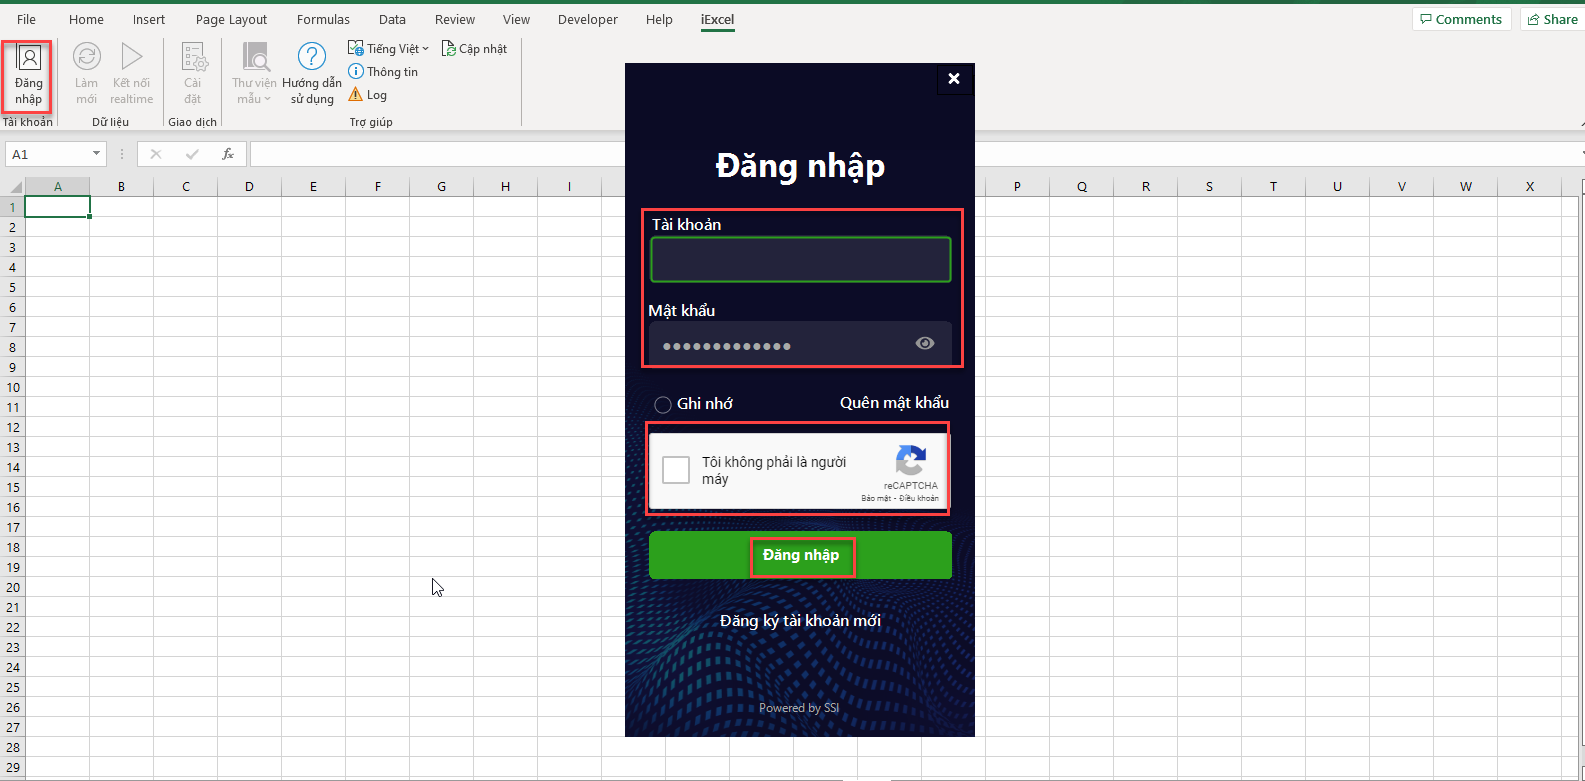 File Home Insert Page Layout Formulas Data Review View Developer Help iExcel Comments Share
Đăng nhập
Làm mới
Kết nối realtime
Cài đặt
Thư viện mẫu
Hướng dẫn sử dụng
Tiếng Việt
Cập nhật
Thông tin
Log
Tài khoản Dữ liệu Giao dịch Trợ giúp
A1 fx
A B C D E F G H I P Q R S T U V W X
1
2
3
4
5
6
7
8
9
10
11
12
13
14
15
16
17
18
19
20
21
22
23
24
25
26
27
28
29
Đăng nhập
Tài khoản
Mật khẩu
Ghi nhớ Quên mật khẩu
Tôi không phải là người
máy
reCAPTCHA
Bảo mật - Điều khoản
Đăng nhập
Đăng ký tài khoản mới
Powered by SSI